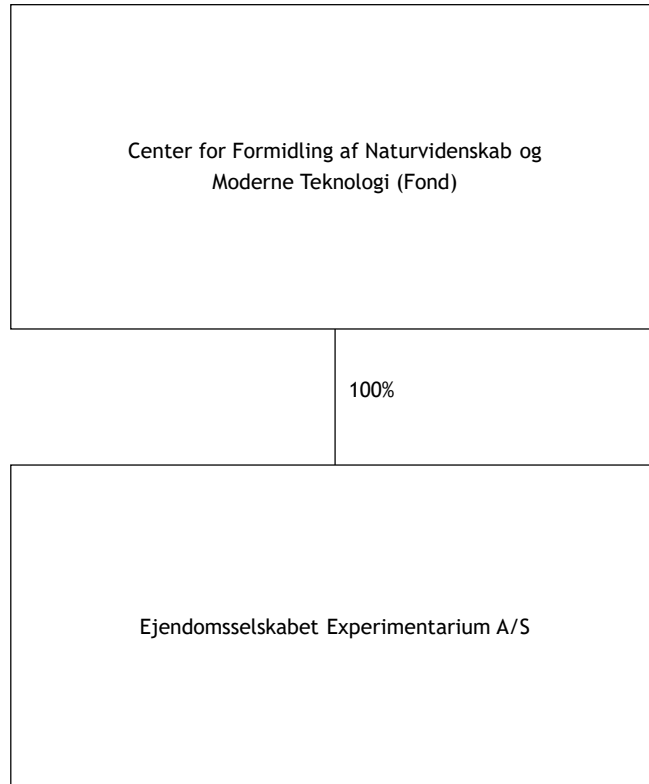 Center for Formidling af Naturvidenskab og
Moderne Teknologi (Fond)
100%
Ejendomsselskabet Experimentarium A/S